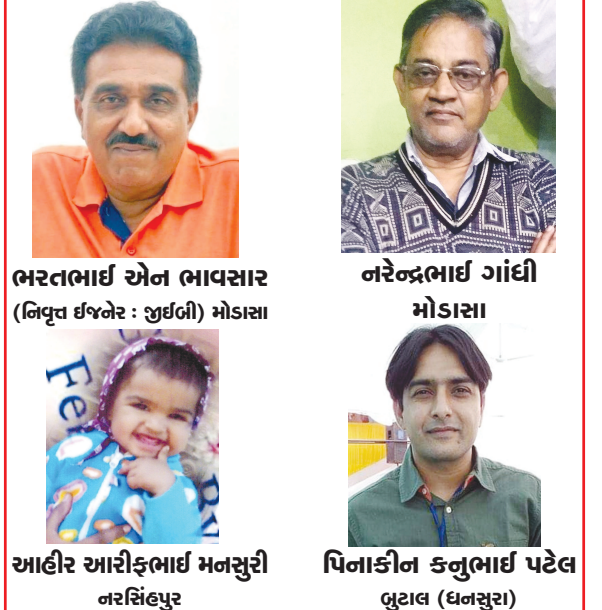 ભરતભાઈ એન ભાવસાર
(નિવૃત્ત ઈજનેર : જીઈબી) મોડાસા
નરેન્દ્રભાઈ ગાંધી
મોડાસા
આહીર આરીફભાઈ મનસુરી
નરસિંહપુર
પિનાકીન કનુભાઈ પટેલ
બુટાલ (ધનસુરા)